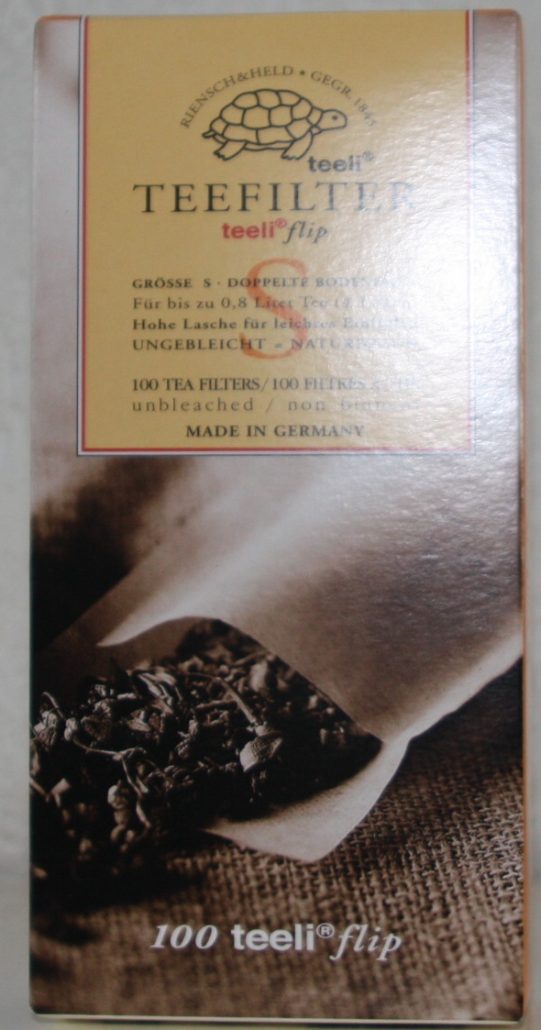 RIENSCH&HELD • GEGR. 1845
teeli®
TEEFILTER
teeli® flip
S
GRÖSSE S · DOPPELTE
Für bis zu 0,8 Liter Tee
Hohe Lasche für leichtes
UNGEBLEICHT -
100 TEA FILTERS/100 FILTRES
unbleached / non
MADE IN GERMANY
100 teeli® flip